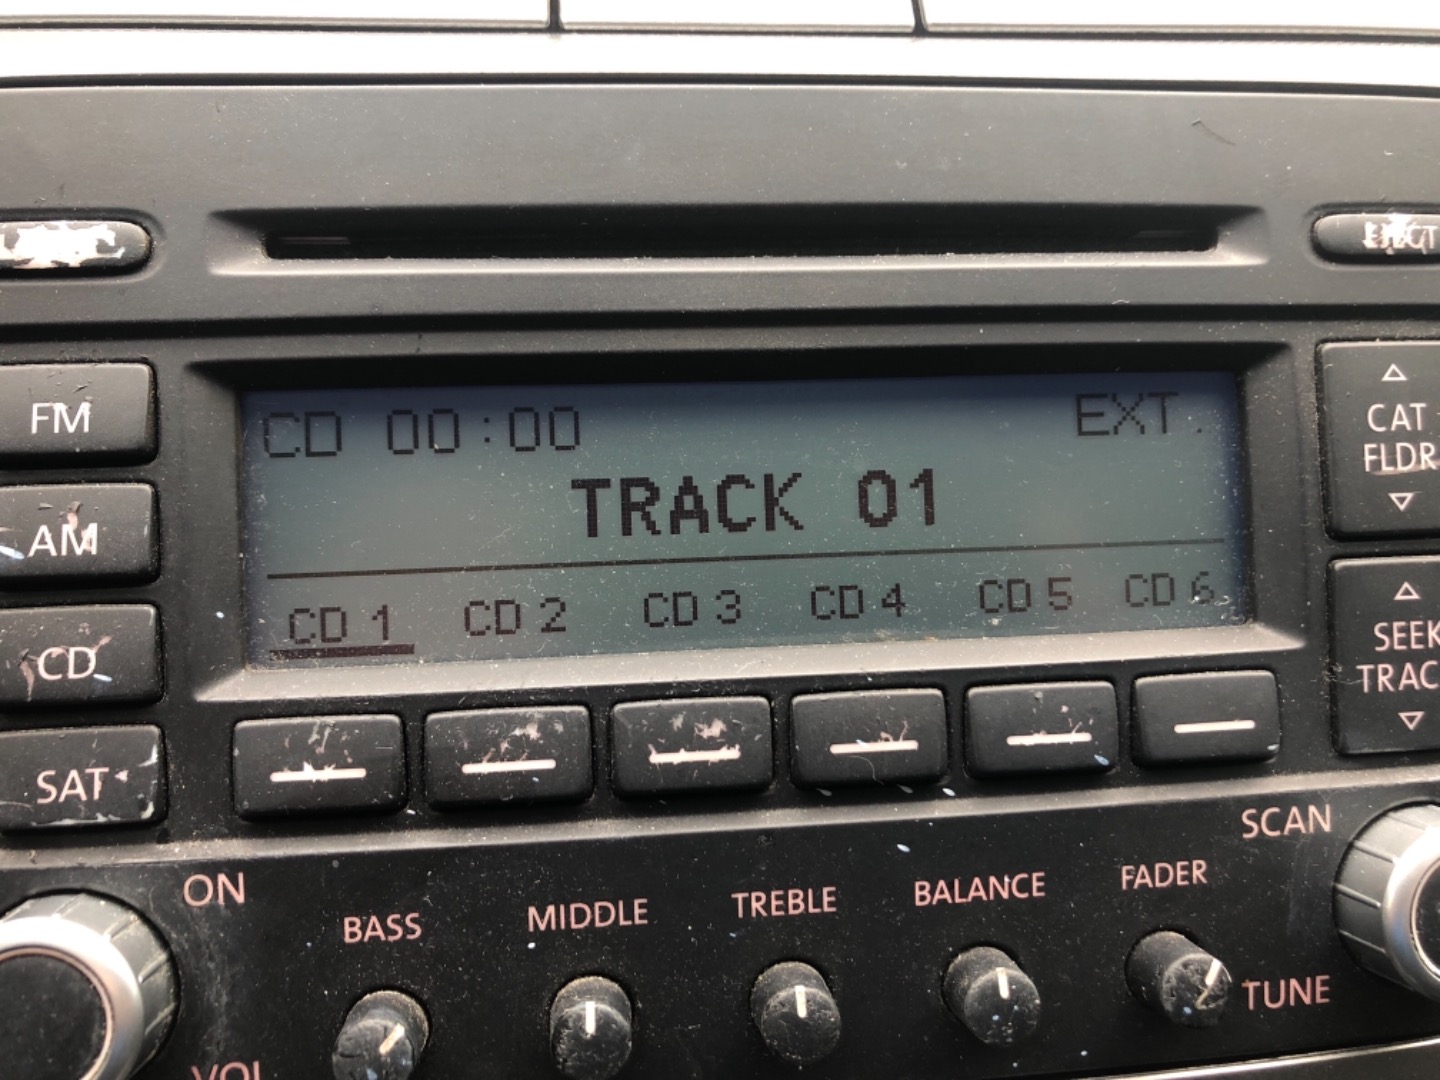 EJECT
FM
CD 00:00 EXT.
TRACK 01
CAT
FLDR
AM
CD 1 CD 2 CD 3 CD 4 CD 5 CD 6
CD
SEEK
TRAC
SAT
SCAN
ON
BASS MIDDLE TREBLE BALANCE FADER
TUNE
VOL